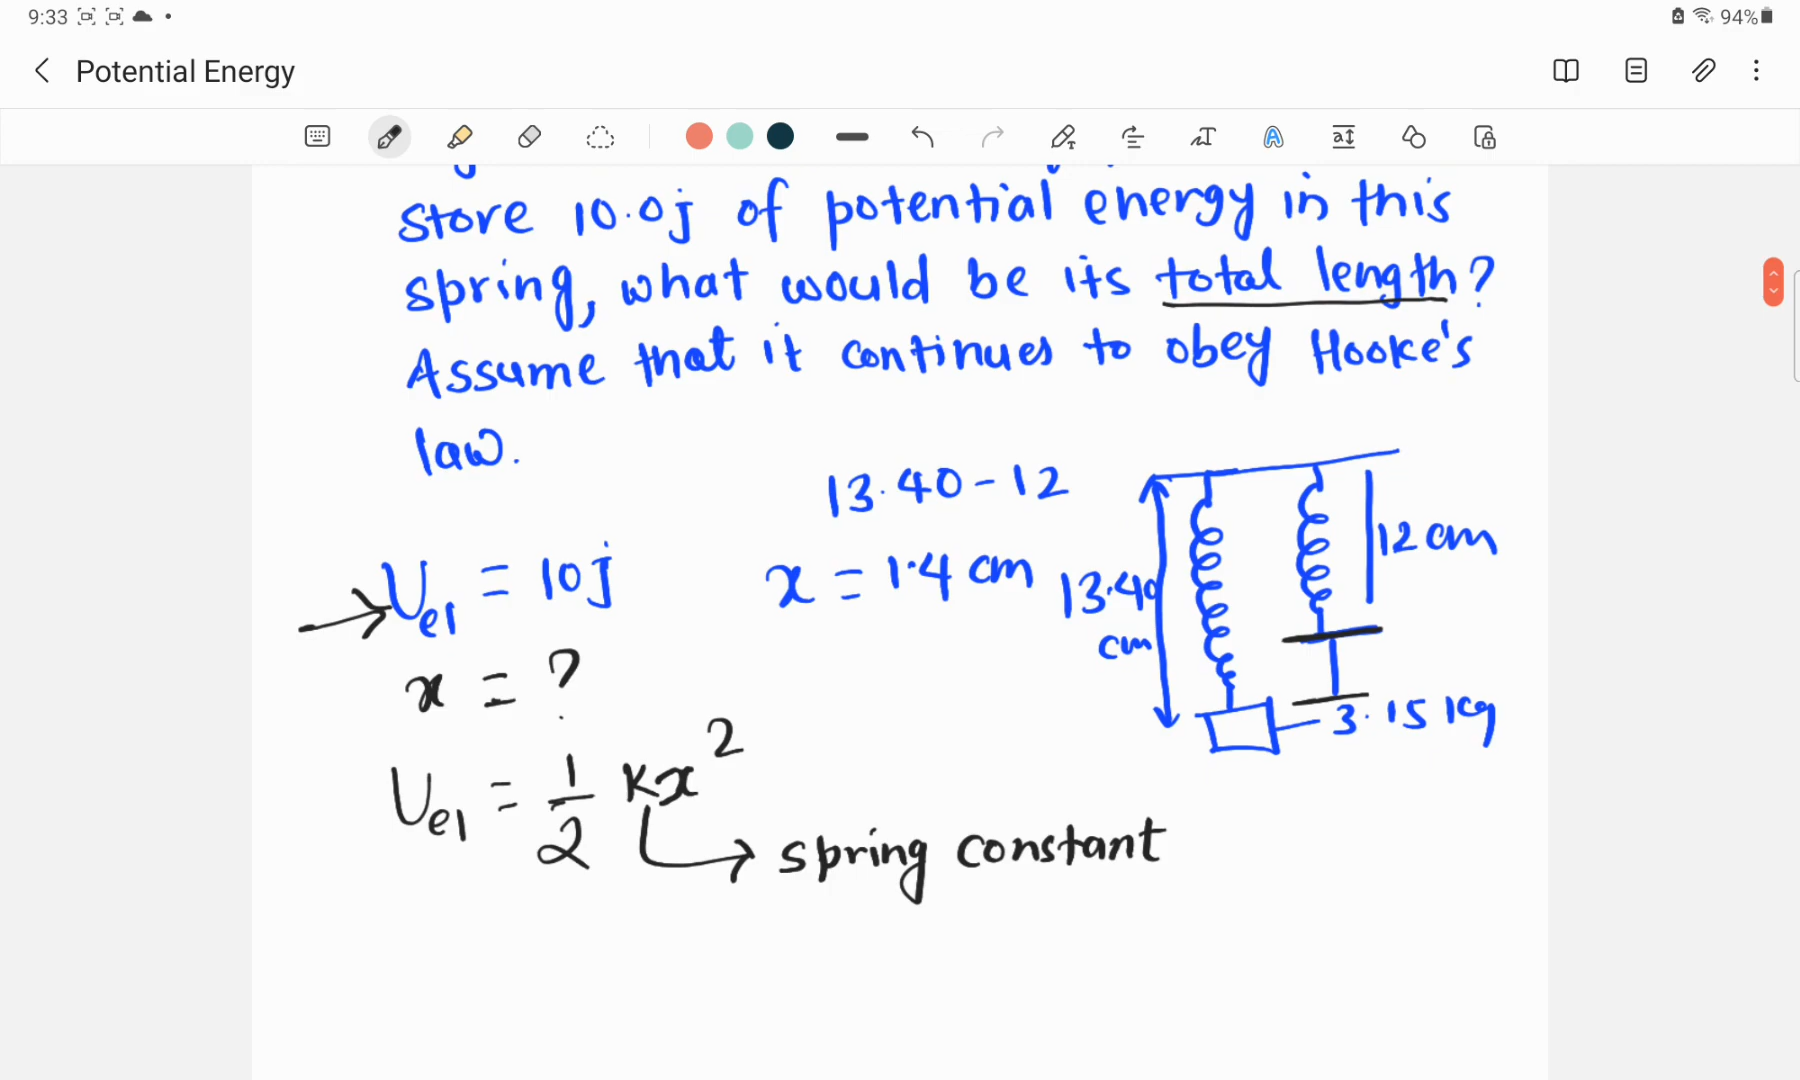 9:33
94%
Potential Energy
store 10.0j of potential energy in this
spring, what would be its total length?
Assume that it continues to obey Hooke's
law.
13.40-12
12 cm
→ Uel = 10j
x = 1.4 cm
13.40
cm
x = ?
3.15 kg
Uel = 1/2 kx²
→ spring constant